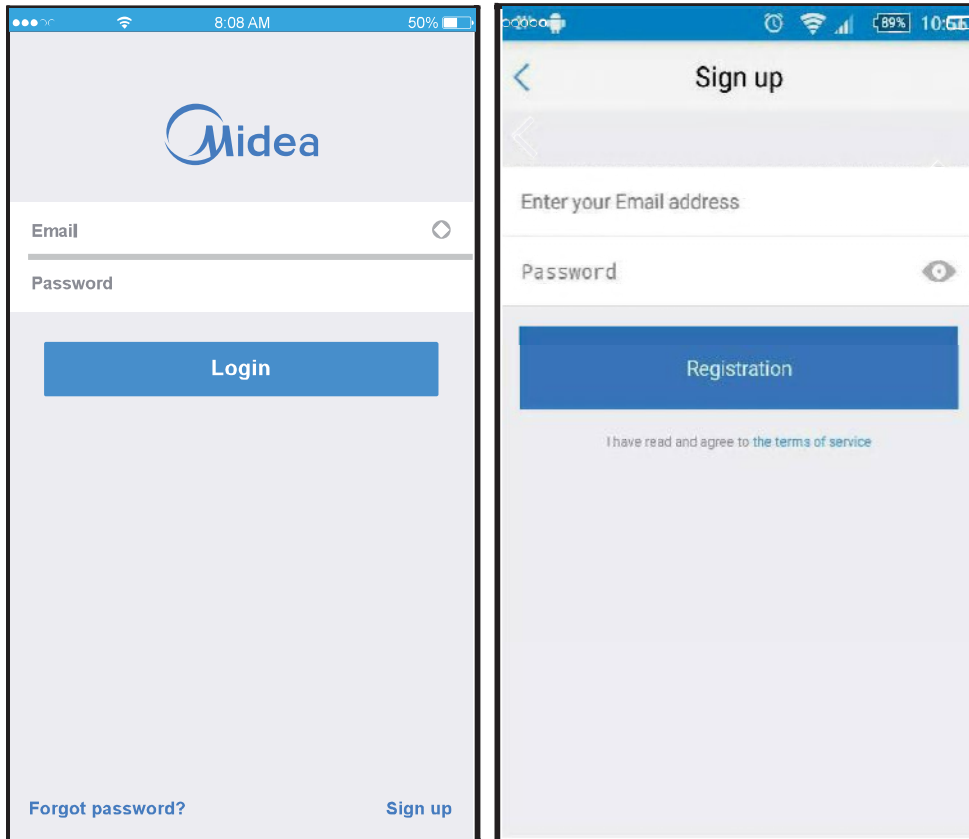 8:08 AM 50%
Midea
Email
Password
Login
Forgot password? Sign up
89%
Sign up
Enter your Email address
Password
Registration
I have read and agree to the terms of service